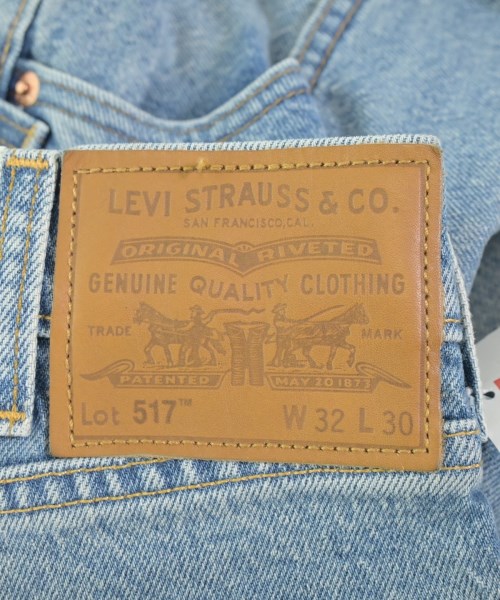 LEVI STRAUSS & CO.
SAN FRANCISCO, CAL.
ORIGINAL RIVETED
GENUINE QUALITY CLOTHING
TRADE MARK
PATENTED MAY 20 1873
Lot 517™ W 32 L 30